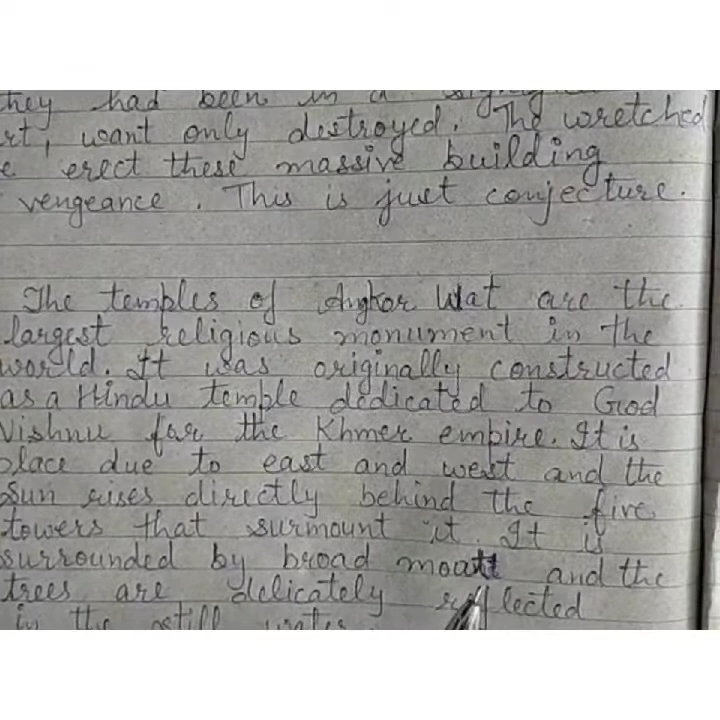 they had been in a
rt, want only destroyed. The wretched
e erect these massive building
vengeance. This is just conjecture.
The temples of Angkor Wat are the
largest religious monument in the
world. It was originally constructed
as a Hindu temple dedicated to God
Vishnu for the Khmer empire. It is
place due to east and west and the
Sun rises directly behind the five
towers that surmount it. It is
surrounded by broad moatt and the
trees are delicately reflected
in the still water